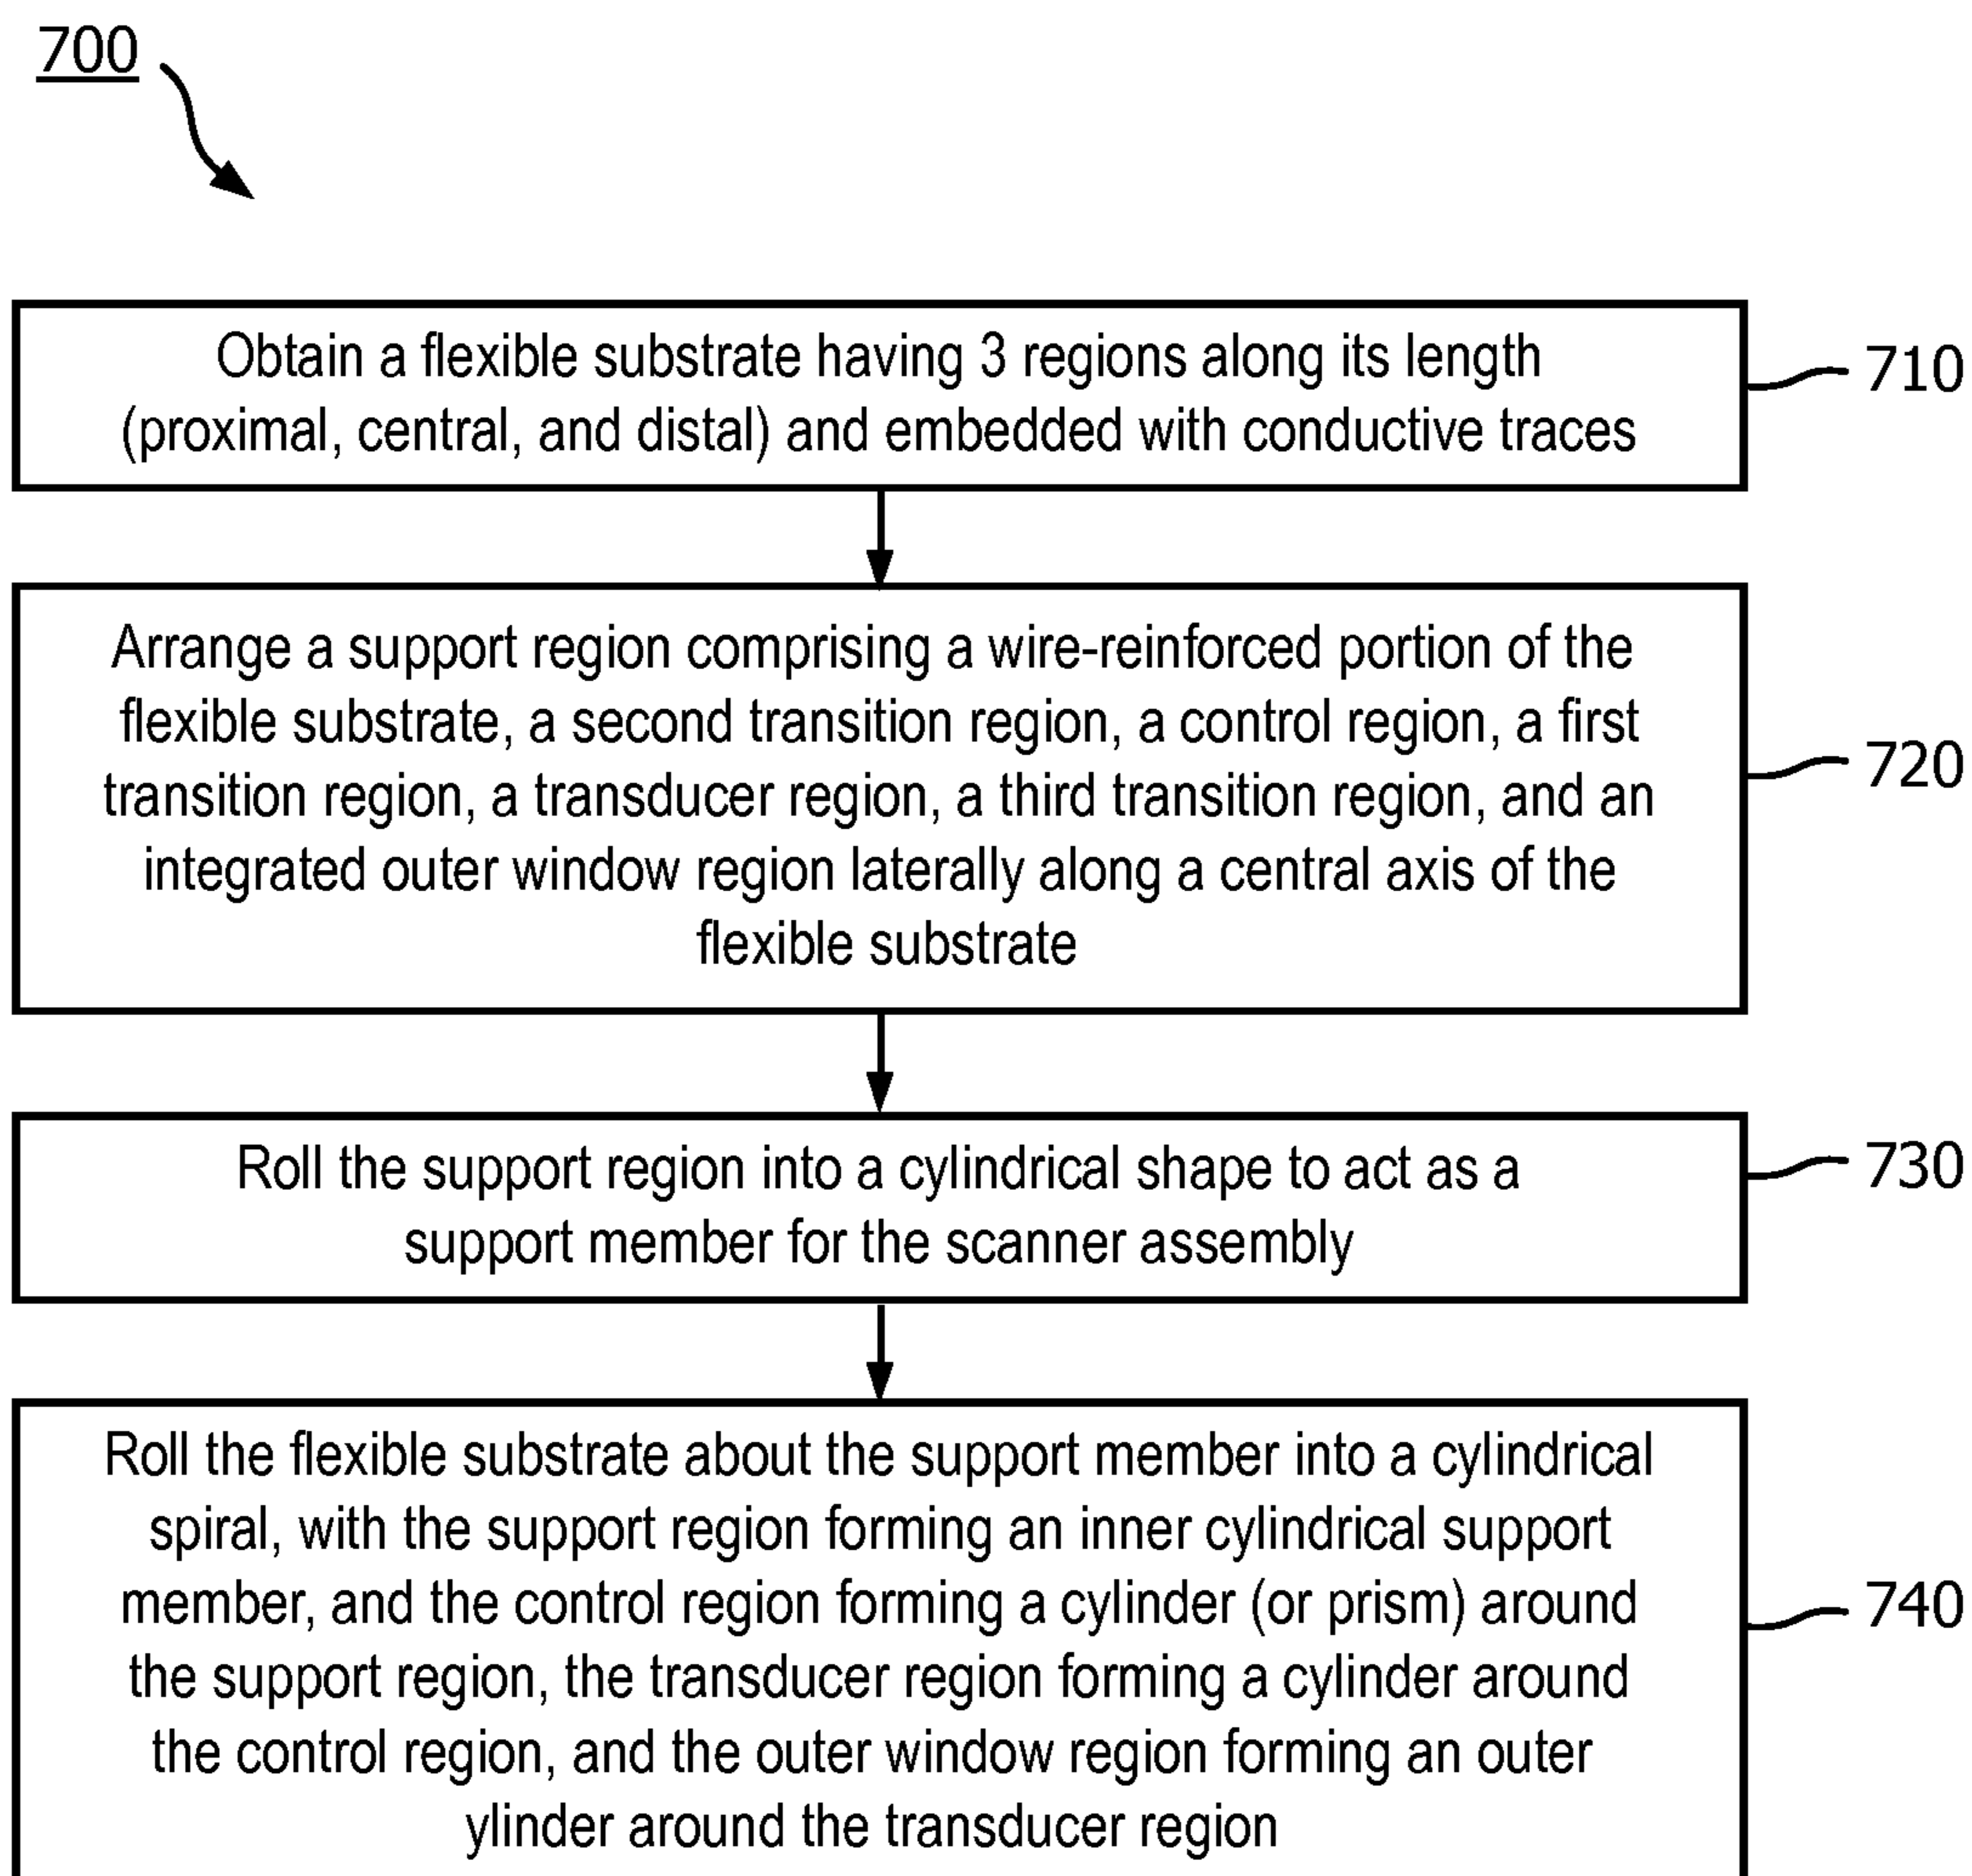 700
Obtain a flexible substrate having 3 regions along its length
(proximal, central, and distal) and embedded with conductive traces
710
Arrange a support region comprising a wire-reinforced portion of the
flexible substrate, a second transition region, a control region, a first
transition region, a transducer region, a third transition region, and an
integrated outer window region laterally along a central axis of the
flexible substrate
720
Roll the support region into a cylindrical shape to act as a
support member for the scanner assembly
730
Roll the flexible substrate about the support member into a cylindrical
spiral, with the support region forming an inner cylindrical support
member, and the control region forming a cylinder (or prism) around
the support region, the transducer region forming a cylinder around
the control region, and the outer window region forming an outer
ylinder around the transducer region
740